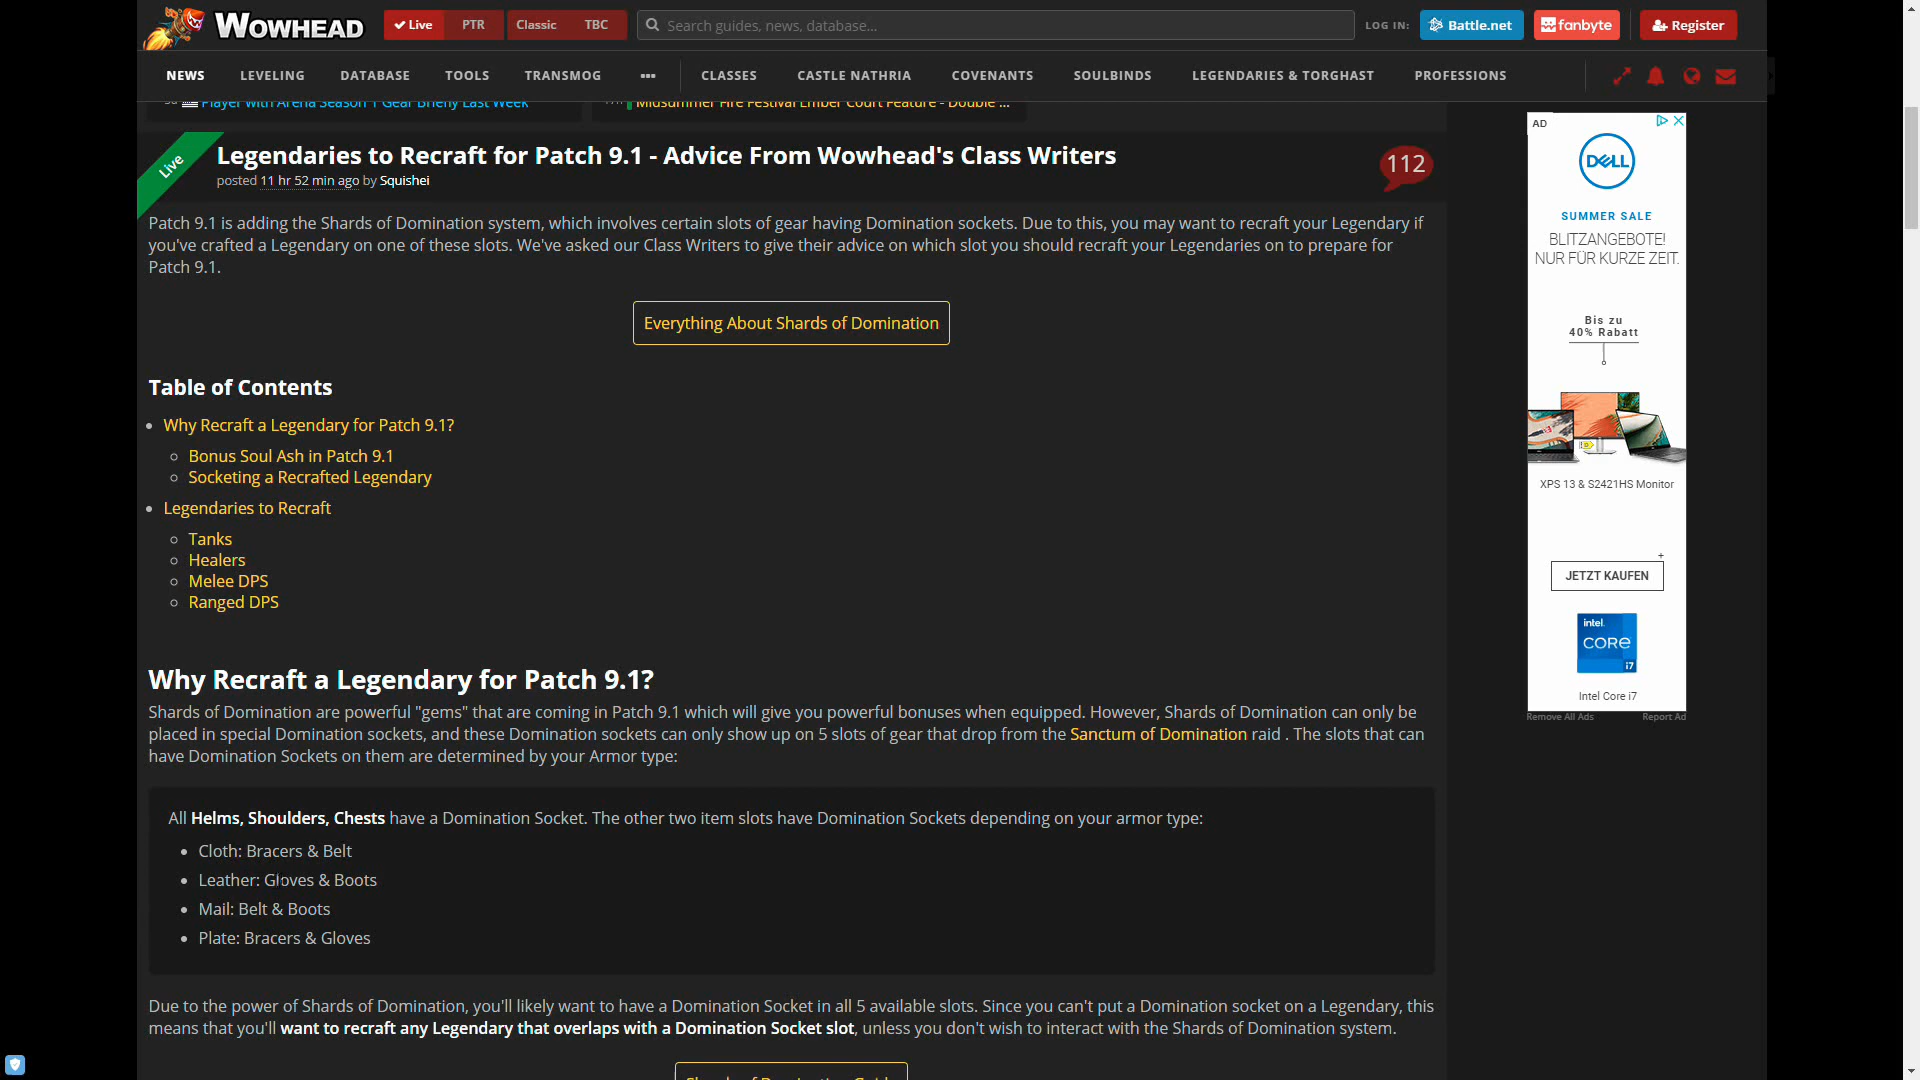 WOWHEAD
Live PTR Classic TBC
Search guides, news, database...
LOG IN: Battle.net fanbyte Register
NEWS LEVELING DATABASE TOOLS TRANSMOG ••• CLASSES CASTLE NATHRIA COVENANTS SOULBINDS LEGENDARIES & TORGHAST PROFESSIONS
Player with Arena Season 1 Gear Briefly Last Week
Midsummer Fire Festival Ember Court Feature - Double ...
Live
Legendaries to Recraft for Patch 9.1 - Advice From Wowhead's Class Writers
112
posted 11 hr 52 min ago by Squishei
Patch 9.1 is adding the Shards of Domination system, which involves certain slots of gear having Domination sockets. Due to this, you may want to recraft your Legendary if
you've crafted a Legendary on one of these slots. We've asked our Class Writers to give their advice on which slot you should recraft your Legendaries on to prepare for
Patch 9.1.
Everything About Shards of Domination
Table of Contents
• Why Recraft a Legendary for Patch 9.1?
◦ Bonus Soul Ash in Patch 9.1
◦ Socketing a Recrafted Legendary
• Legendaries to Recraft
◦ Tanks
◦ Healers
◦ Melee DPS
◦ Ranged DPS
Why Recraft a Legendary for Patch 9.1?
Shards of Domination are powerful "gems" that are coming in Patch 9.1 which will give you powerful bonuses when equipped. However, Shards of Domination can only be
placed in special Domination sockets, and these Domination sockets can only show up on 5 slots of gear that drop from the Sanctum of Domination raid . The slots that can
have Domination Sockets on them are determined by your Armor type:
All Helms, Shoulders, Chests have a Domination Socket. The other two item slots have Domination Sockets depending on your armor type:
• Cloth: Bracers & Belt
• Leather: Gloves & Boots
• Mail: Belt & Boots
• Plate: Bracers & Gloves
Due to the power of Shards of Domination, you'll likely want to have a Domination Socket in all 5 available slots. Since you can't put a Domination socket on a Legendary, this
means that you'll want to recraft any Legendary that overlaps with a Domination Socket slot, unless you don't wish to interact with the Shards of Domination system.
AD
DELL
SUMMER SALE
BLITZANGEBOTE!
NUR FÜR KURZE ZEIT.
Bis zu
40% Rabatt
XPS 13 & S2421HS Monitor
+
JETZT KAUFEN
intel.
CORE
i7
Intel Core i7
Remove All Ads Report Ad